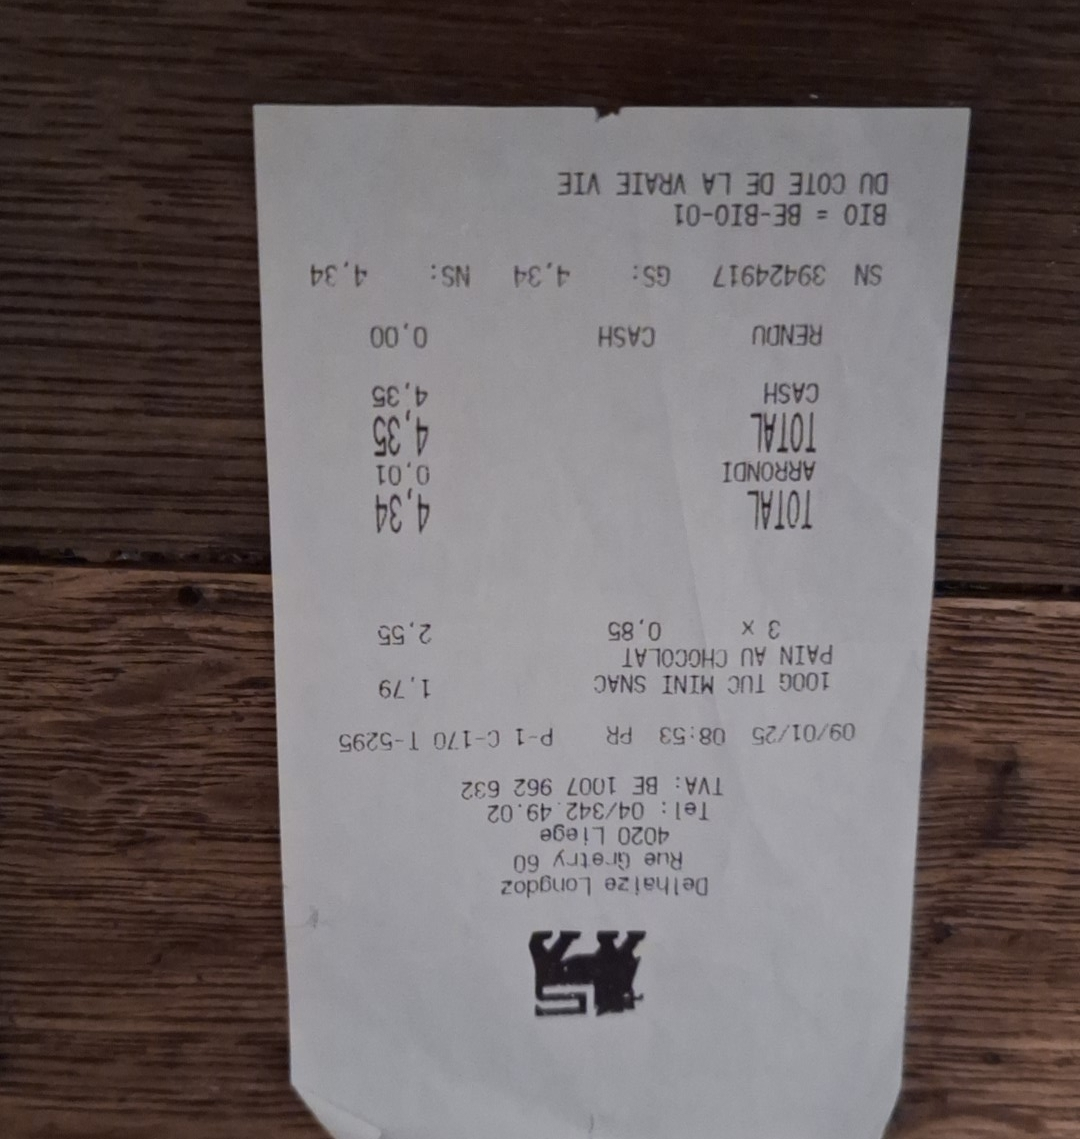 Delhaize Longdoz
Rue Gretry 60
4020 Liege
Tel: 04/342.49.02
TVA: BE 1007 962 632
09/01/25 08:53 PR P-1 C-170 T-5295
100G TUC MINI SNAC 1,79
PAIN AU CHOCOLAT
3 x 0,85 2,55
TOTAL 4,34
ARRONDI 0,01
TOTAL 4,35
CASH 4,35
RENDU CASH 0,00
SN 39424917 GS: 4,34 NS: 4,34
BIO = BE-BIO-01
DU COTE DE LA VRAIE VIE